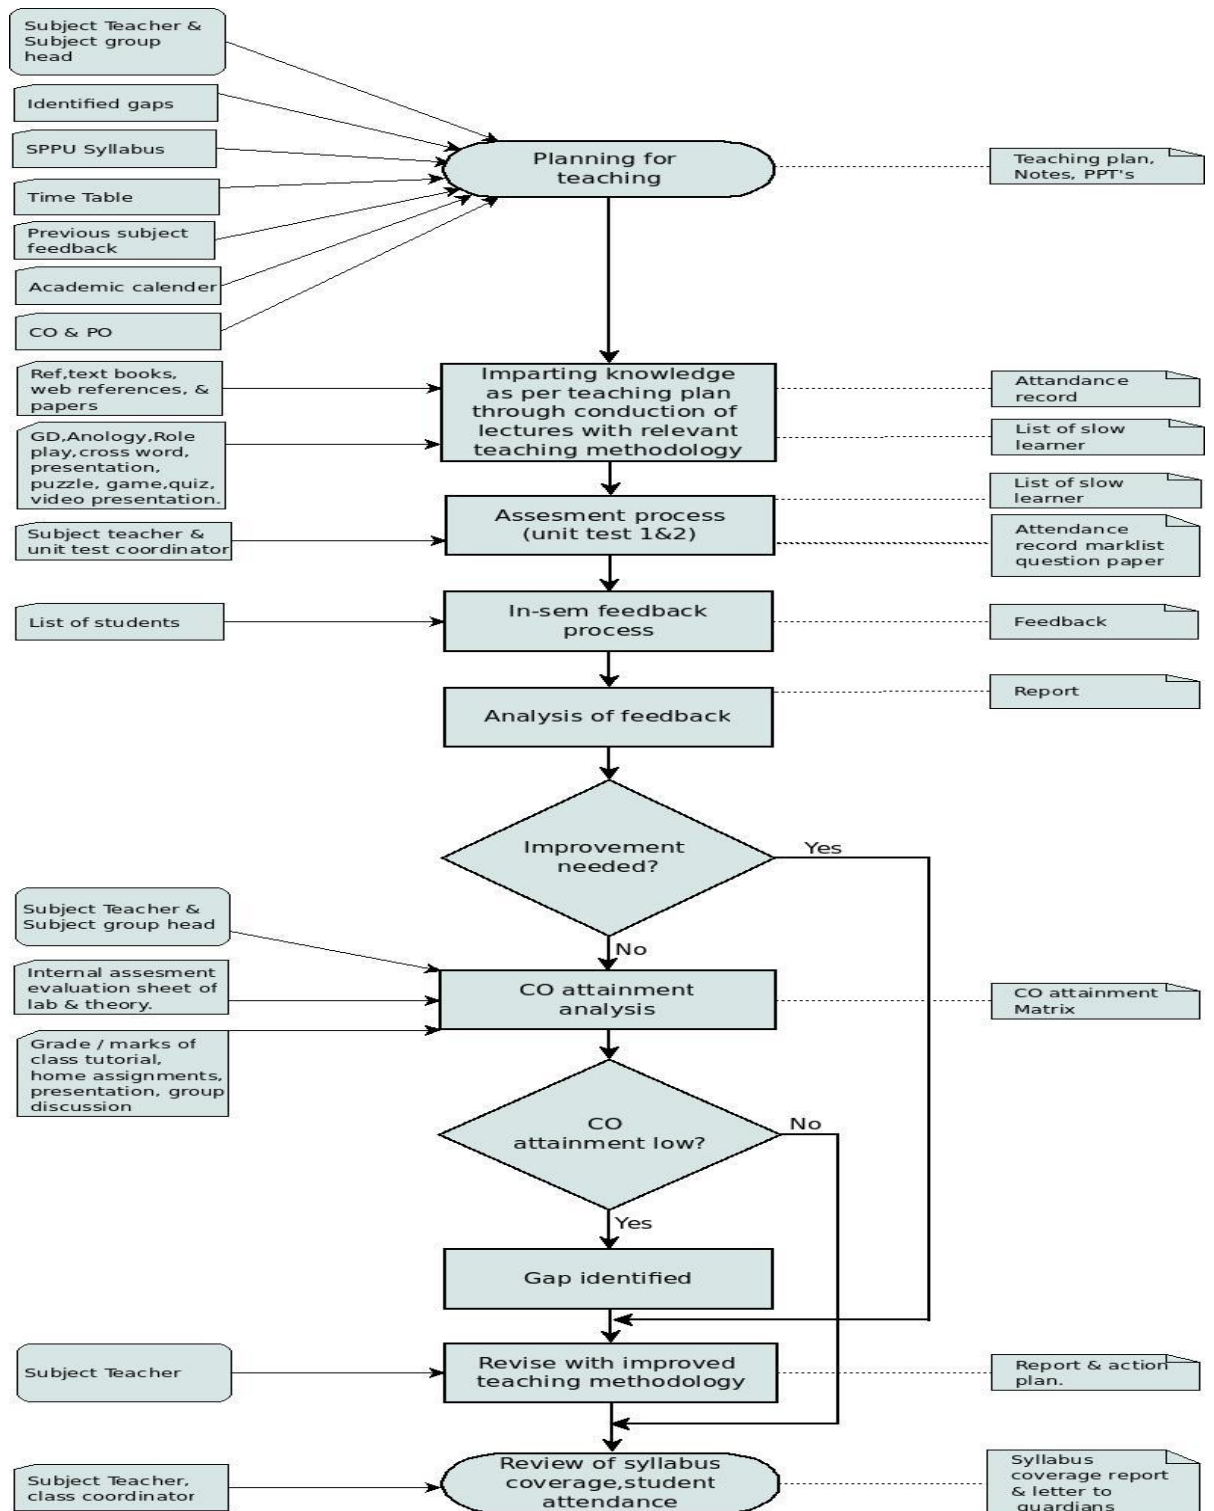 Subject Teacher &
Subject group
head
Identified gaps
SPPU Syllabus
Time Table
Previous subject
feedback
Academic calender
CO & PO
Planning for
teaching
Teaching plan,
Notes, PPT's
Ref,text books,
web references, &
papers
GD,Anology,Role
play,cross word,
presentation,
puzzle, game,quiz,
video presentation.
Imparting knowledge
as per teaching plan
through conduction of
lectures with relevant
teaching methodology
Attandance
record
List of slow
learner
Subject teacher &
unit test coordinator
Assesment process
(unit test 1&2)
List of slow
learner
Attendance
record marklist
question paper
List of students
In-sem feedback
process
Feedback
Analysis of feedback
Report
Improvement
needed?
Yes
No
Subject Teacher &
Subject group head
Internal assesment
evaluation sheet of
lab & theory.
Grade / marks of
class tutorial,
home assignments,
presentation, group
discussion
CO attainment
analysis
CO attainment
Matrix
CO
attainment low?
No
Yes
Gap identified
Subject Teacher
Revise with improved
teaching methodology
Report & action
plan.
Subject Teacher,
class coordinator
Review of syllabus
coverage,student
attendance
Syllabus
coverage report
& letter to
guardians